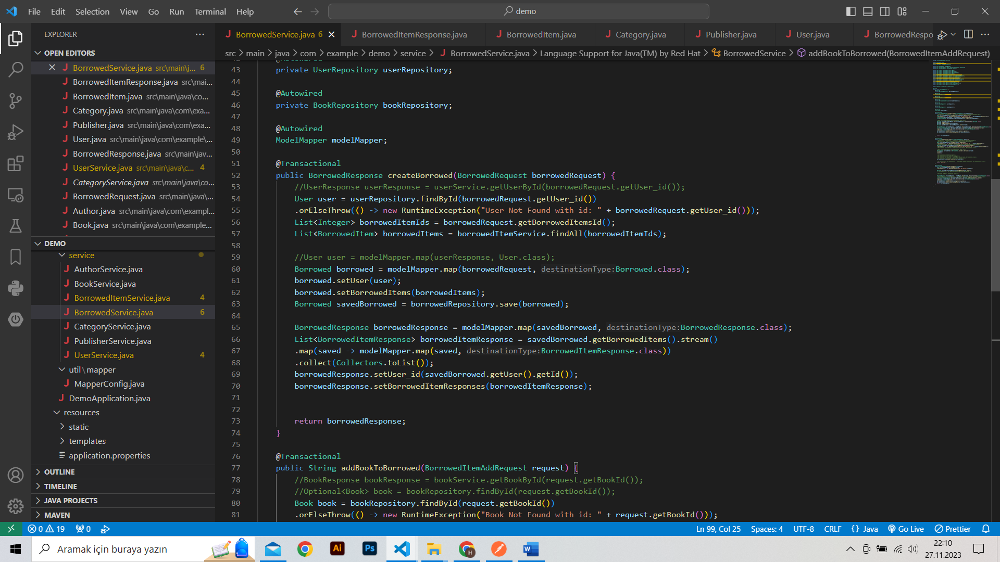 File Edit Selection View Go Run Terminal Help
demo
EXPLORER
OPEN EDITORS
BorrowedService.java src\main\j... 6
BorrowedItemResponse.java src\mai...
BorrowedItem.java src\main\java\co...
Category.java src\main\java\com\exa...
Publisher.java src\main\java\com\exa...
User.java src\main\java\com\example\...
BorrowedResponse.java src\main\jav...
UserService.java src\main\java\c... 4
CategoryService.java src\main\java\co...
BorrowedRequest.java src\main\java\...
Author.java src\main\java\com\exampl...
Book.java src\main\java\com\example...
DEMO
service
AuthorService.java
BookService.java
BorrowedItemService.java 4
BorrowedService.java 6
CategoryService.java
PublisherService.java
UserService.java 4
util\mapper
MapperConfig.java
DemoApplication.java
resources
static
templates
application.properties
OUTLINE
TIMELINE
JAVA PROJECTS
MAVEN
BorrowedService.java 6 BorrowedItemResponse.java BorrowedItem.java Category.java Publisher.java User.java BorrowedRespo
src > main > java > com > example > demo > service > BorrowedService.java > Language Support for Java(TM) by Red Hat > BorrowedService > addBookToBorrowed(BorrowedItemAddRequest)
42 @Autowired
43 private UserRepository userRepository;
44
45 @Autowired
46 private BookRepository bookRepository;
47
48 @Autowired
49 ModelMapper modelMapper;
50
51 @Transactional
52 public BorrowedResponse createBorrowed(BorrowedRequest borrowedRequest) {
53 //UserResponse userResponse = userService.getUserById(borrowedRequest.getUser_id());
54 User user = userRepository.findById(borrowedRequest.getUser_id())
55 .orElseThrow(() -> new RuntimeException("User Not Found with id: " + borrowedRequest.getUser_id()));
56 List<Integer> borrowedItemIds = borrowedRequest.getBorrowedItemsId();
57 List<BorrowedItem> borrowedItems = borrowedItemService.findAll(borrowedItemIds);
58
59 //User user = modelMapper.map(userResponse, User.class);
60 Borrowed borrowed = modelMapper.map(borrowedRequest, destinationType:Borrowed.class);
61 borrowed.setUser(user);
62 borrowed.setBorrowedItems(borrowedItems);
63 Borrowed savedBorrowed = borrowedRepository.save(borrowed);
64
65 BorrowedResponse borrowedResponse = modelMapper.map(savedBorrowed, destinationType:BorrowedResponse.class);
66 List<BorrowedItemResponse> borrowedItemResponse = savedBorrowed.getBorrowedItems().stream()
67 .map(saved -> modelMapper.map(saved, destinationType:BorrowedItemResponse.class))
68 .collect(Collectors.toList());
69 borrowedResponse.setUser_id(savedBorrowed.getUser().getId());
70 borrowedResponse.setBorrowedItemResponses(borrowedItemResponse);
71
72
73 return borrowedResponse;
74 }
75
76 @Transactional
77 public String addBookToBorrowed(BorrowedItemAddRequest request) {
78 //BookResponse bookResponse = bookService.getBookById(request.getBookId());
79 //Optional<Book> book = bookRepository.findById(request.getBookId());
80 Book book = bookRepository.findById(request.getBookId())
81 .orElseThrow(() -> new RuntimeException("Book Not Found with id: " + request.getBookId()));
0 19 0 Ln 99, Col 25 Spaces: 4 UTF-8 CRLF {} Java Go Live Prettier
Aramak için buraya yazın
Ai
Ps
H
W
22:10
27.11.2023